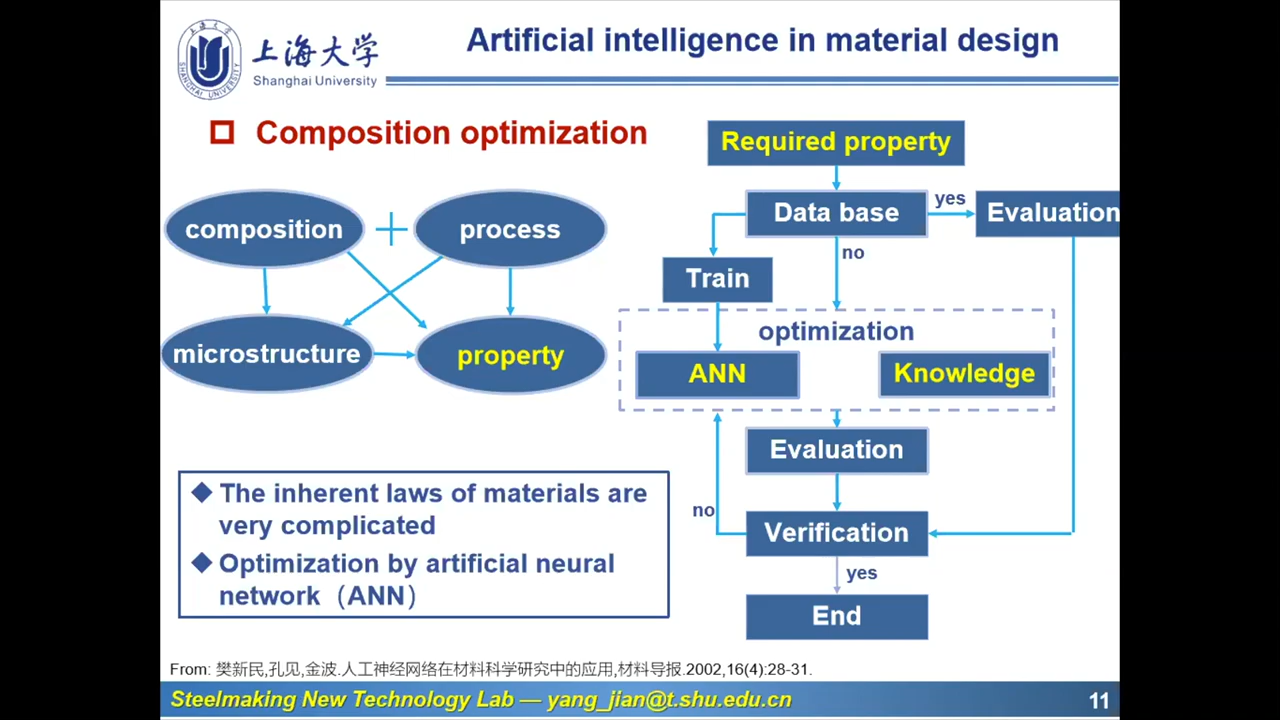 Artificial intelligence in material design
上海大学
Shanghai University
SHANGHAI UNIVERSITY
Composition optimization
composition
process
microstructure
property
The inherent laws of materials are
very complicated
Optimization by artificial neural
network（ANN）
Required property
Data base
yes
Evaluation
no
Train
optimization
ANN
Knowledge
Evaluation
no
Verification
yes
End
From: 樊新民,孔见,金波.人工神经网络在材料科学研究中的应用,材料导报.2002,16(4):28-31.
Steelmaking New Technology Lab — yang_jian@t.shu.edu.cn
11